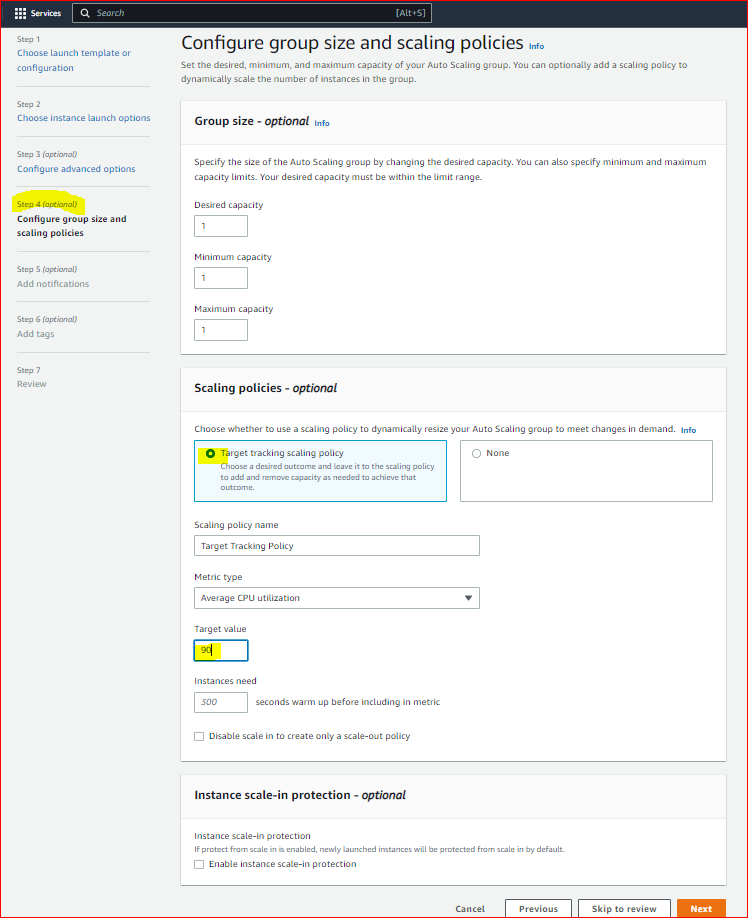 Services
Search [Alt+S]
Step 1
Choose launch template or
configuration
Step 2
Choose instance launch options
Step 3 (optional)
Configure advanced options
Step 4 (optional)
Configure group size and
scaling policies
Step 5 (optional)
Add notifications
Step 6 (optional)
Add tags
Step 7
Review
Configure group size and scaling policies Info
Set the desired, minimum, and maximum capacity of your Auto Scaling group. You can optionally add a scaling policy to
dynamically scale the number of instances in the group.
Group size - optional Info
Specify the size of the Auto Scaling group by changing the desired capacity. You can also specify minimum and maximum
capacity limits. Your desired capacity must be within the limit range.
Desired capacity
1
Minimum capacity
1
Maximum capacity
1
Scaling policies - optional
Choose whether to use a scaling policy to dynamically resize your Auto Scaling group to meet changes in demand. Info
Target tracking scaling policy
Choose a desired outcome and leave it to the scaling policy
to add and remove capacity as needed to achieve that
outcome.
None
Scaling policy name
Target Tracking Policy
Metric type
Average CPU utilization
Target value
90
Instances need
300 seconds warm up before including in metric
Disable scale in to create only a scale-out policy
Instance scale-in protection - optional
Instance scale-in protection
If protect from scale in is enabled, newly launched instances will be protected from scale in by default.
Enable instance scale-in protection
Cancel Previous Skip to review Next